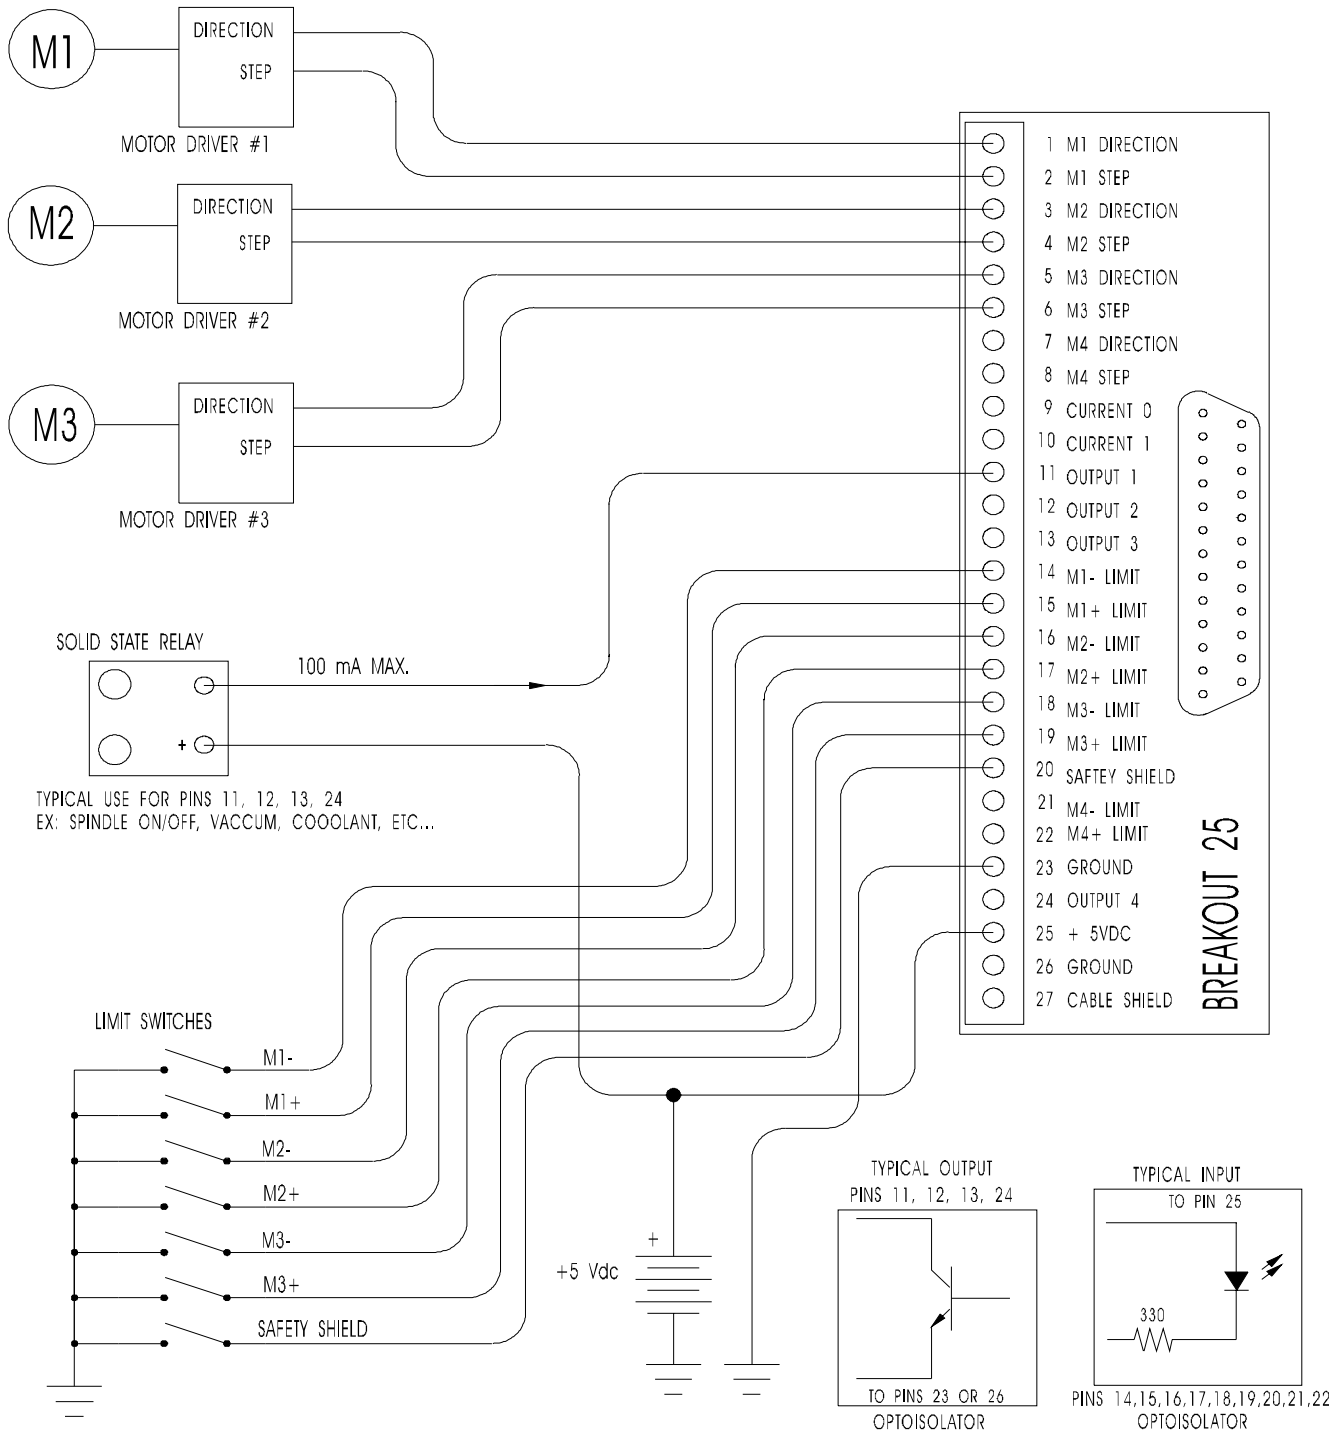 M1
DIRECTION
STEP
MOTOR DRIVER #1
M2
DIRECTION
STEP
MOTOR DRIVER #2
M3
DIRECTION
STEP
MOTOR DRIVER #3
SOLID STATE RELAY
100 mA MAX.
+
TYPICAL USE FOR PINS 11, 12, 13, 24
EX: SPINDLE ON/OFF, VACCUM, COOOLANT, ETC...
1 M1 DIRECTION
2 M1 STEP
3 M2 DIRECTION
4 M2 STEP
5 M3 DIRECTION
6 M3 STEP
7 M4 DIRECTION
8 M4 STEP
9 CURRENT 0
10 CURRENT 1
11 OUTPUT 1
12 OUTPUT 2
13 OUTPUT 3
14 M1- LIMIT
15 M1+ LIMIT
16 M2- LIMIT
17 M2+ LIMIT
18 M3- LIMIT
19 M3+ LIMIT
20 SAFTEY SHIELD
21 M4- LIMIT
22 M4+ LIMIT
23 GROUND
24 OUTPUT 4
25 + 5VDC
26 GROUND
27 CABLE SHIELD
BREAKOUT 25
LIMIT SWITCHES
M1-
M1+
M2-
M2+
M3-
M3+
SAFETY SHIELD
+
+5 Vdc
TYPICAL OUTPUT
PINS 11, 12, 13, 24
TO PINS 23 OR 26
OPTOISOLATOR
TYPICAL INPUT
TO PIN 25
330
PINS 14,15,16,17,18,19,20,21,22
OPTOISOLATOR